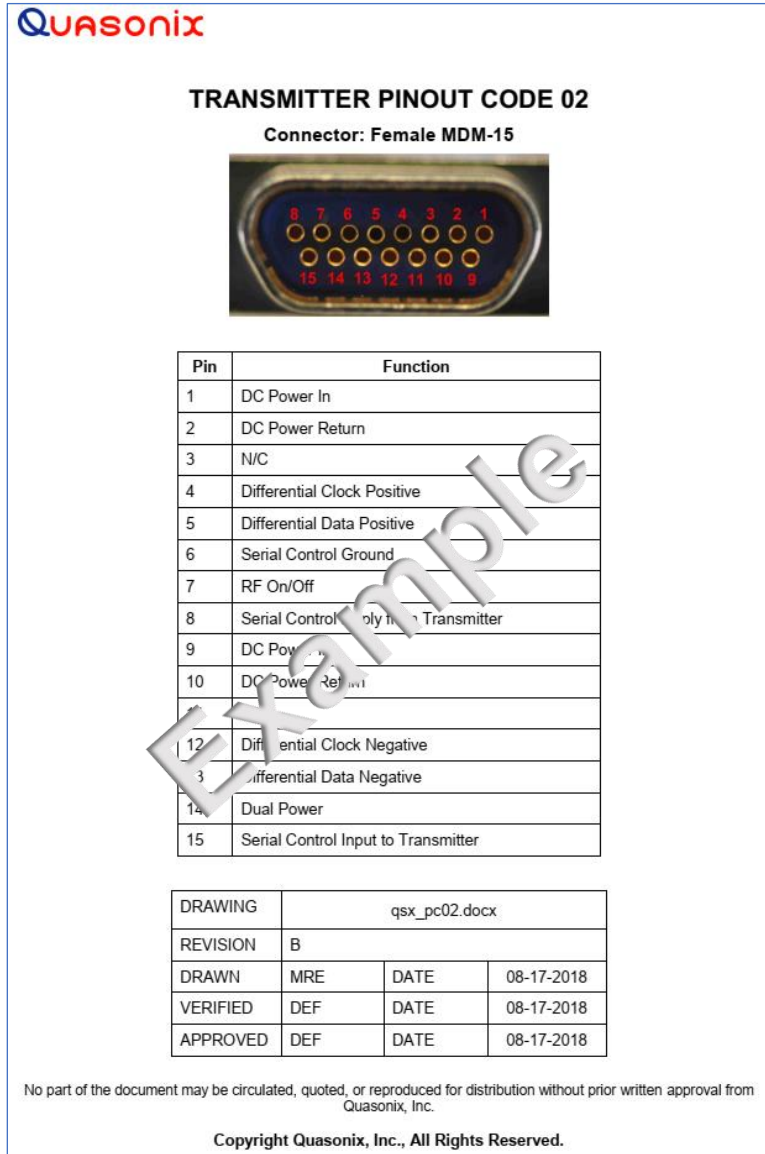 Quasonix
TRANSMITTER PINOUT CODE 02
Connector: Female MDM-15
8 7 6 5 4 3 2 1
15 14 13 12 11 10 9
Pin Function
1 DC Power In
2 DC Power Return
3 N/C
4 Differential Clock Positive
5 Differential Data Positive
6 Serial Control Ground
7 RF On/Off
8 Serial Control Transmitter
9 DC
10 DC Power
12 Clock Negative
Differential Data Negative
14 Dual Power
15 Serial Control Input to Transmitter
Example
DRAWING qsx_pc02.docx
REVISION B
DRAWN MRE DATE 08-17-2018
VERIFIED DEF DATE 08-17-2018
APPROVED DEF DATE 08-17-2018
No part of the document may be circulated, quoted, or reproduced for distribution without prior written approval from
Quasonix, Inc.
Copyright Quasonix, Inc., All Rights Reserved.